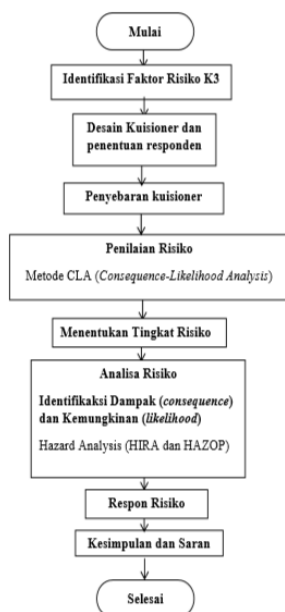 Mulai
Identifikasi Faktor Risiko K3
Desain Kuisioner dan
penentuan responden
Penyebaran kuisioner
Penilaian Risiko
Metode CLA (Consequence-Likelihood Analysis)
Menentukan Tingkat Risiko
Analisa Risiko
Identifikaksi Dampak (consequence)
dan Kemungkinan (likelihood)
Hazard Analysis (HIRA dan HAZOP)
Respon Risiko
Kesimpulan dan Saran
Selesai